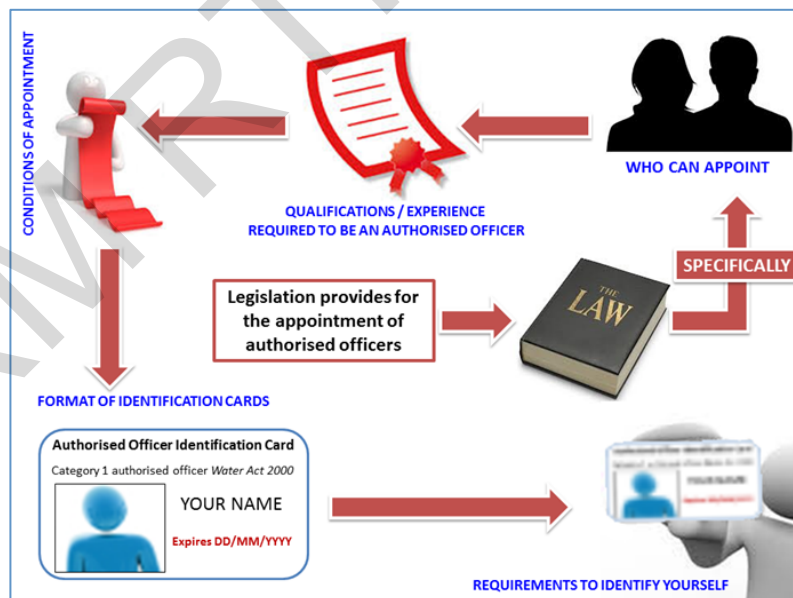 CONDITIONS OF APPOINTMENT
QUALIFICATIONS / EXPERIENCE
REQUIRED TO BE AN AUTHORISED OFFICER
WHO CAN APPOINT
SPECIFICALLY
Legislation provides for
the appointment of
authorised officers
THE
LAW
FORMAT OF IDENTIFICATION CARDS
Authorised Officer Identification Card
Category 1 authorised officer Water Act 2000
YOUR NAME
Expires DD/MM/YYYY
REQUIREMENTS TO IDENTIFY YOURSELF